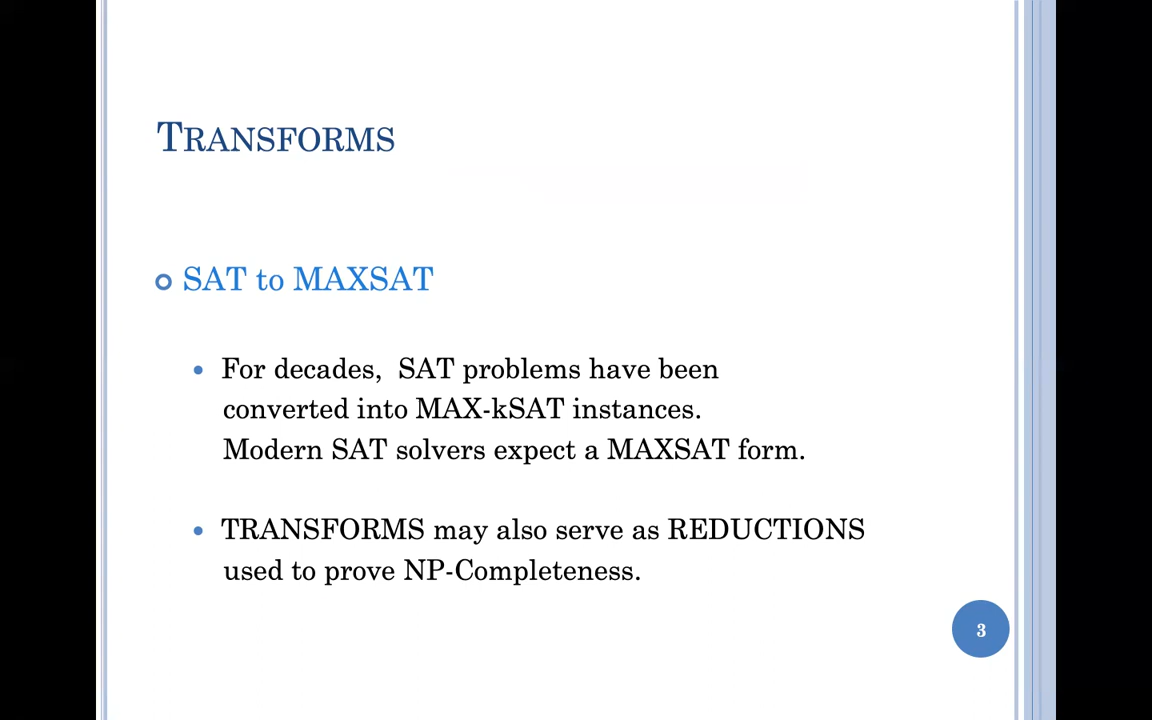 TRANSFORMS
SAT to MAXSAT
For decades, SAT problems have been
converted into MAX-kSAT instances.
Modern SAT solvers expect a MAXSAT form.
TRANSFORMS may also serve as REDUCTIONS
used to prove NP-Completeness.
3